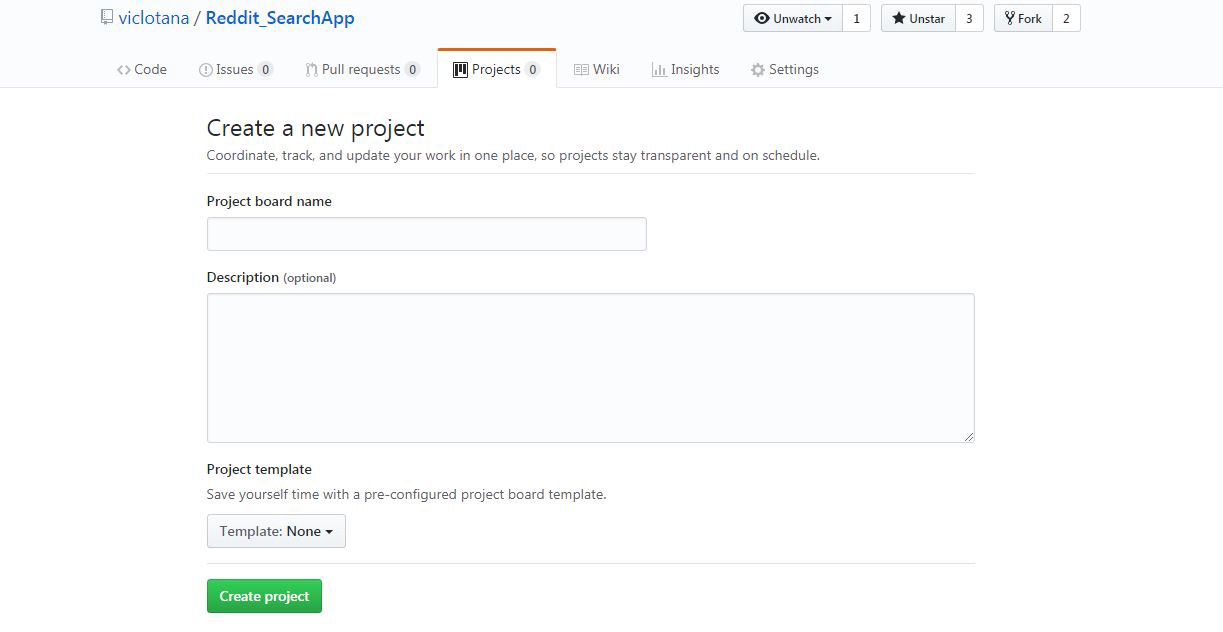 viclotana / Reddit_SearchApp
Unwatch 1 Unstar 3 Fork 2
Code Issues 0 Pull requests 0 Projects 0 Wiki Insights Settings
Create a new project
Coordinate, track, and update your work in one place, so projects stay transparent and on schedule.
Project board name
Description (optional)
Project template
Save yourself time with a pre-configured project board template.
Template: None
Create project